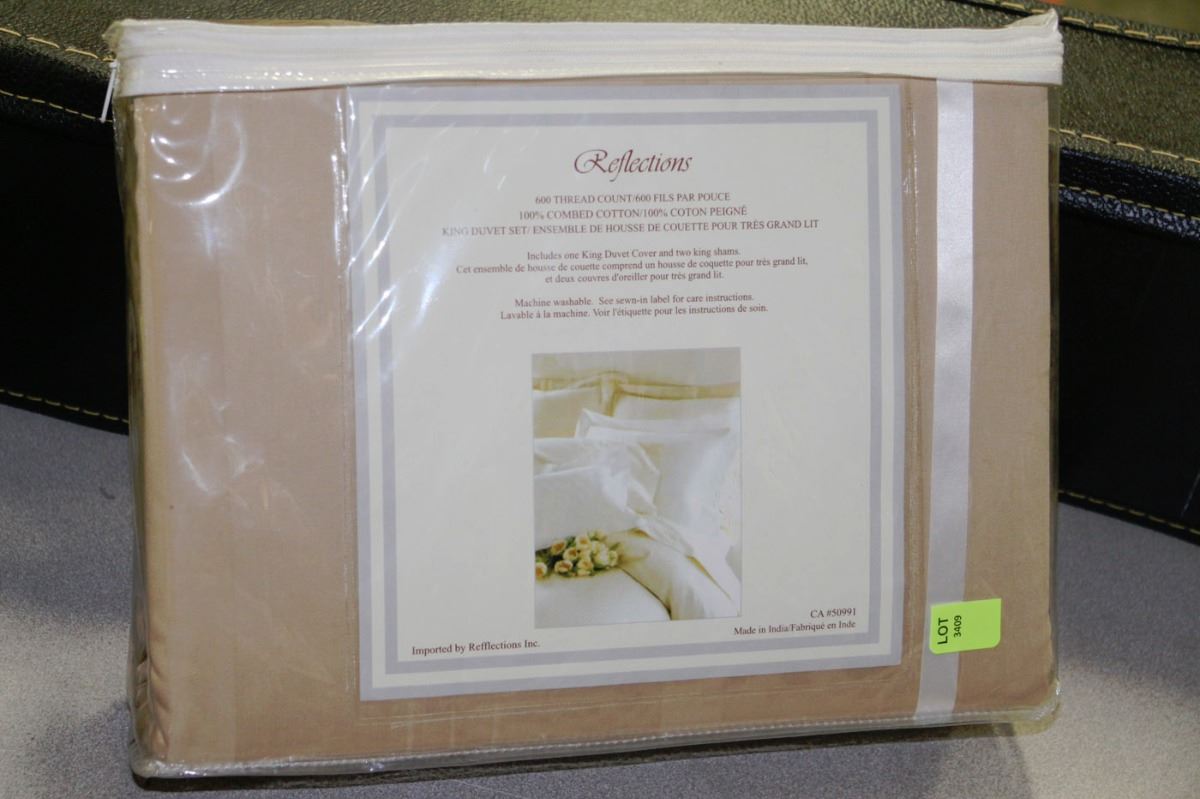 Reflections
600 THREAD COUNT/600 FILS PAR POUCE
100% COMBED COTTON/100% COTON PEIGNÉ
KING DUVET SET/ ENSEMBLE DE HOUSSE DE COUETTE POUR TRÈS GRAND LIT
Includes one King Duvet Cover and two king shams.
Cet ensemble de housse de couette comprend un housse de coquette pour très grand lit,
et deux couvres d'oreiller pour très grand lit.
Machine washable. See sewn-in label for care instructions.
Lavable à la machine. Voir l'étiquette pour les instructions de soin.
CA #50991
Made in India/Fabriqué en Inde
Imported by Refflections Inc.
LOT
3409